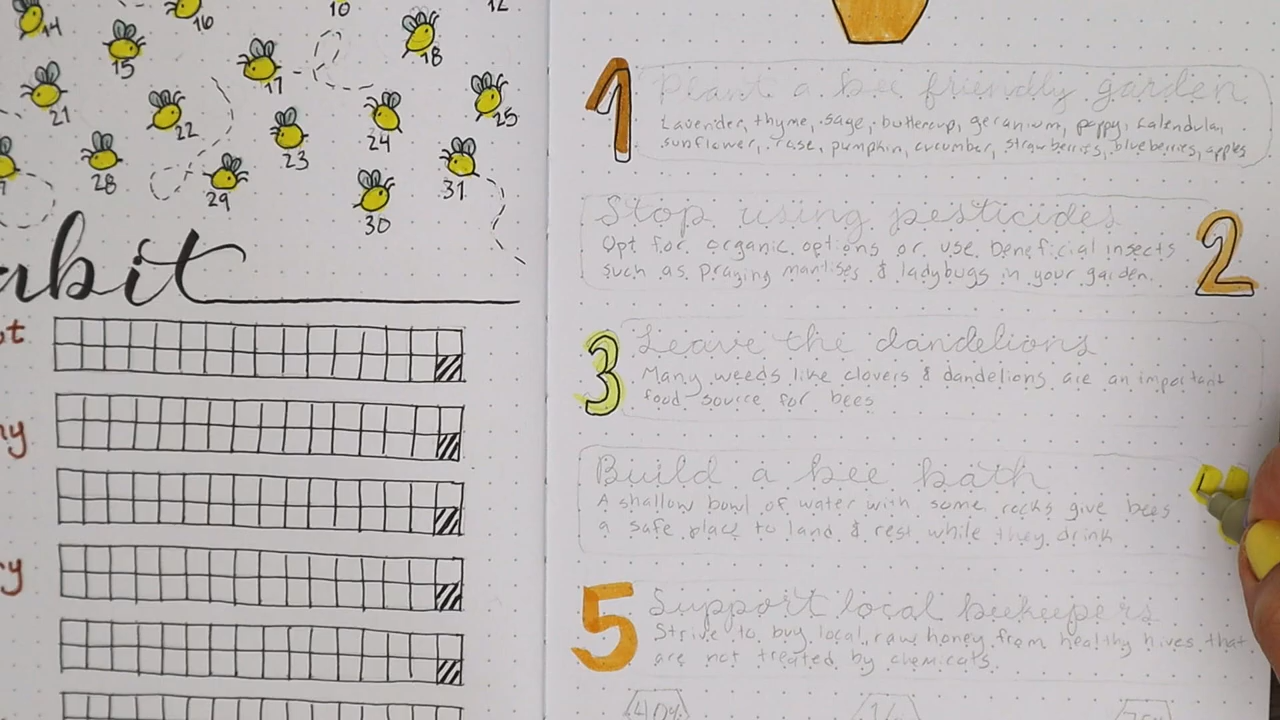 14
16
10
12
15
17
18
21
22
23
24
25
28
29
30
31
abit
1
Plant a bee friendly garden
Lavender, thyme, sage, buttercup, geranium, poppy, calendula,
sunflower, rose, pumpkin, cucumber, strawberries, blueberries, apples
Stop using pesticides
Opt for organic options or use beneficial insects
such as praying mantises & ladybugs in your garden.
2
3
Leave the dandelions
Many weeds like clovers & dandelions are an important
food source for bees
Build a bee bath
A shallow bowl of water with some rocks give bees
a safe place to land & rest while they drink
5
Support local beekeepers
Strive to buy local, raw honey from healthy hives that
are not treated by chemicals.
40%